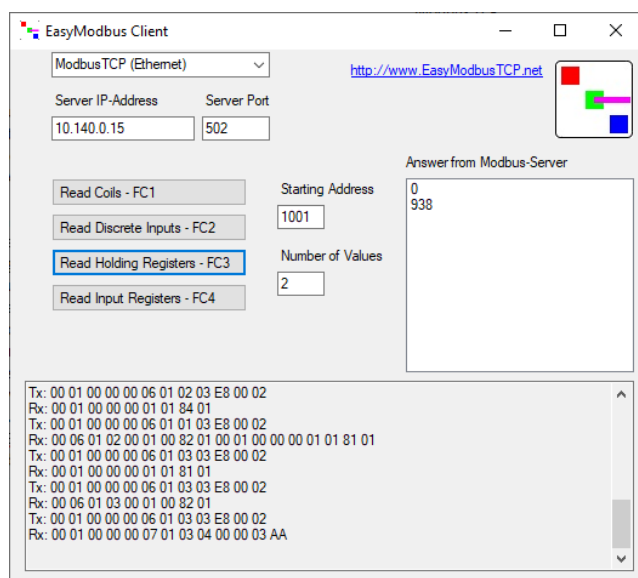 EasyModbus Client
ModbusTCP (Ethernet)
http://www.EasyModbusTCP.net
Server IP-Address
Server Port
10.140.0.15
502
Answer from Modbus-Server
Read Coils - FC1
Starting Address
0
938
1001
Read Discrete Inputs - FC2
Number of Values
Read Holding Registers - FC3
2
Read Input Registers - FC4
Tx: 00 01 00 00 00 06 01 02 03 E8 00 02
Rx: 00 01 00 00 00 01 01 84 01
Tx: 00 01 00 00 00 06 01 01 03 E8 00 02
Rx: 00 06 01 02 00 01 00 82 01 00 01 00 00 00 01 01 81 01
Tx: 00 01 00 00 00 06 01 03 03 E8 00 02
Rx: 00 01 00 00 00 01 01 81 01
Tx: 00 01 00 00 00 06 01 03 03 E8 00 02
Rx: 00 06 01 03 00 01 00 82 01
Tx: 00 01 00 00 00 06 01 03 03 E8 00 02
Rx: 00 01 00 00 00 07 01 03 04 00 00 03 AA